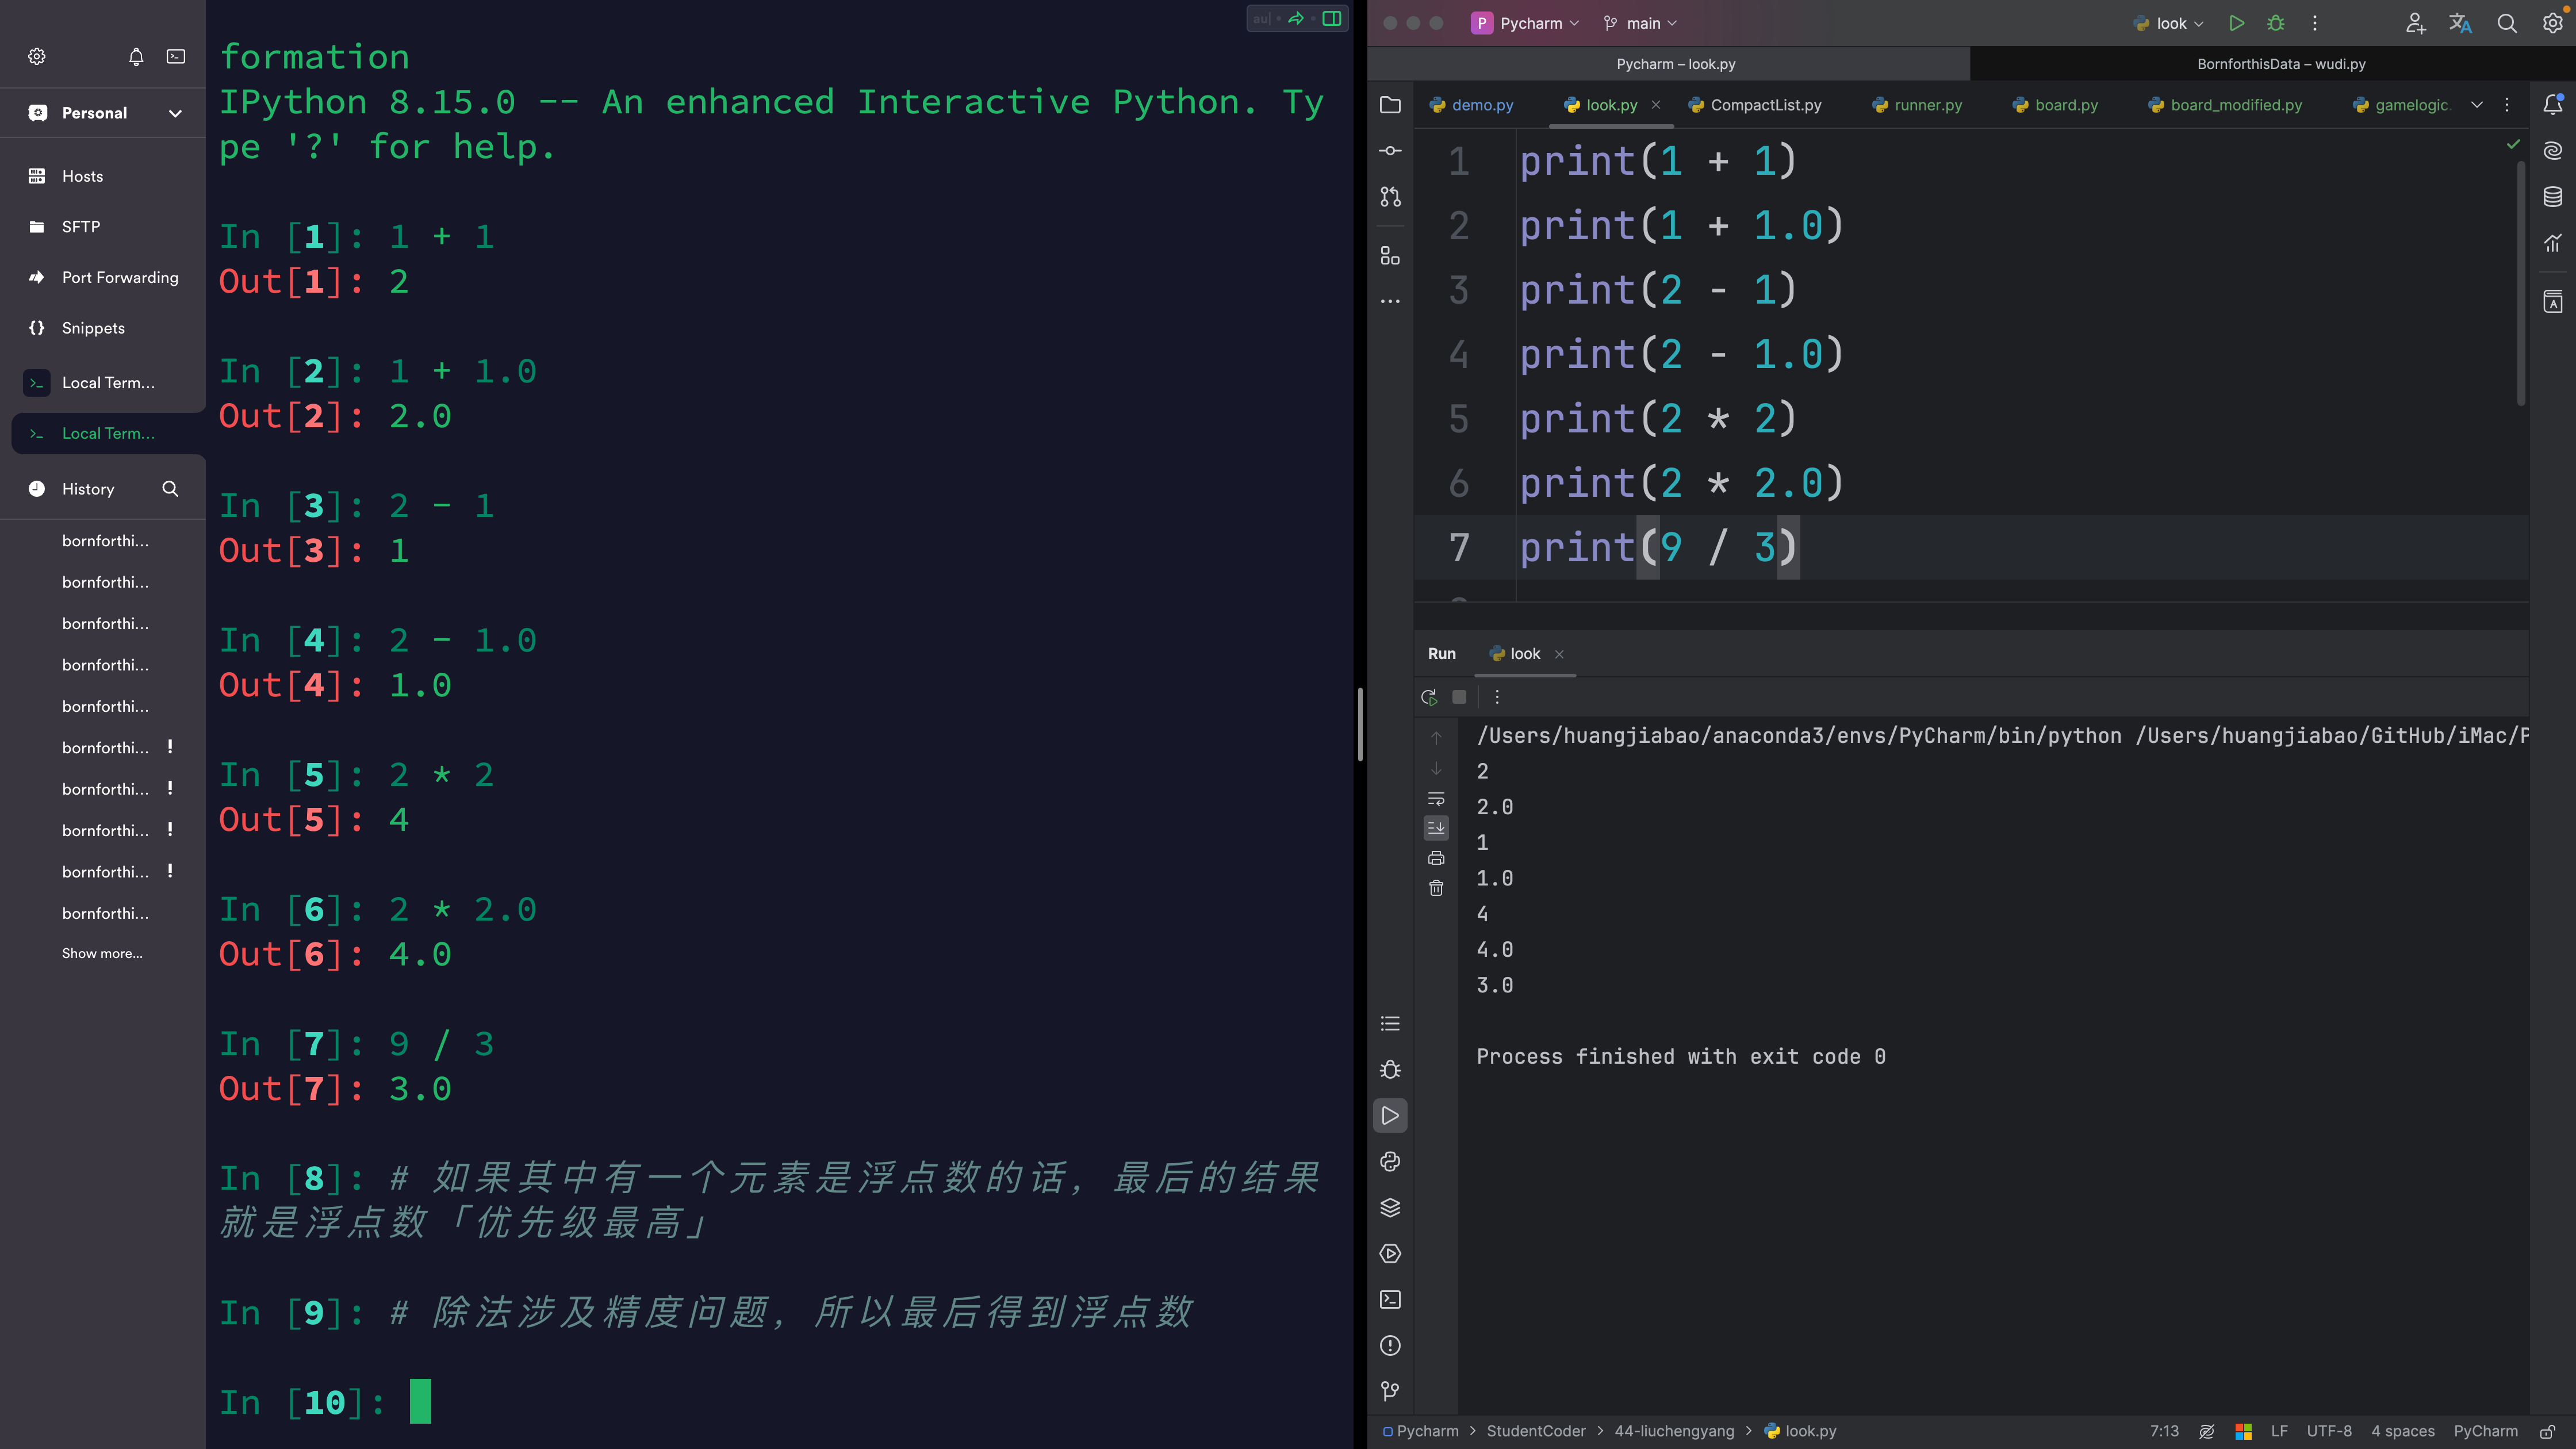 Personal
Hosts
SFTP
Port Forwarding
Snippets
Local Term...
Local Term...
History
bornforthi...
bornforthi...
bornforthi...
bornforthi...
bornforthi...
bornforthi... !
bornforthi... !
bornforthi... !
bornforthi... !
bornforthi...
Show more...
formation
IPython 8.15.0 -- An enhanced Interactive Python. Ty
pe '?' for help.
In [1]: 1 + 1
Out[1]: 2
In [2]: 1 + 1.0
Out[2]: 2.0
In [3]: 2 - 1
Out[3]: 1
In [4]: 2 - 1.0
Out[4]: 1.0
In [5]: 2 * 2
Out[5]: 4
In [6]: 2 * 2.0
Out[6]: 4.0
In [7]: 9 / 3
Out[7]: 3.0
In [8]: # 如果其中有一个元素是浮点数的话，最后的结果
就是浮点数「优先级最高」
In [9]: # 除法涉及精度问题，所以最后得到浮点数
In [10]:
P Pycharm main look
Pycharm – look.py BornforthisData – wudi.py
demo.py look.py CompactList.py runner.py board.py board_modified.py gamelogic.
1 print(1 + 1)
2 print(1 + 1.0)
3 print(2 - 1)
4 print(2 - 1.0)
5 print(2 * 2)
6 print(2 * 2.0)
7 print(9 / 3)
Run look
/Users/huangjiabao/anaconda3/envs/PyCharm/bin/python /Users/huangjiabao/GitHub/iMac/P
2
2.0
1
1.0
4
4.0
3.0
Process finished with exit code 0
Pycharm > StudentCoder > 44-liuchengyang > look.py 7:13 LF UTF-8 4 spaces PyCharm